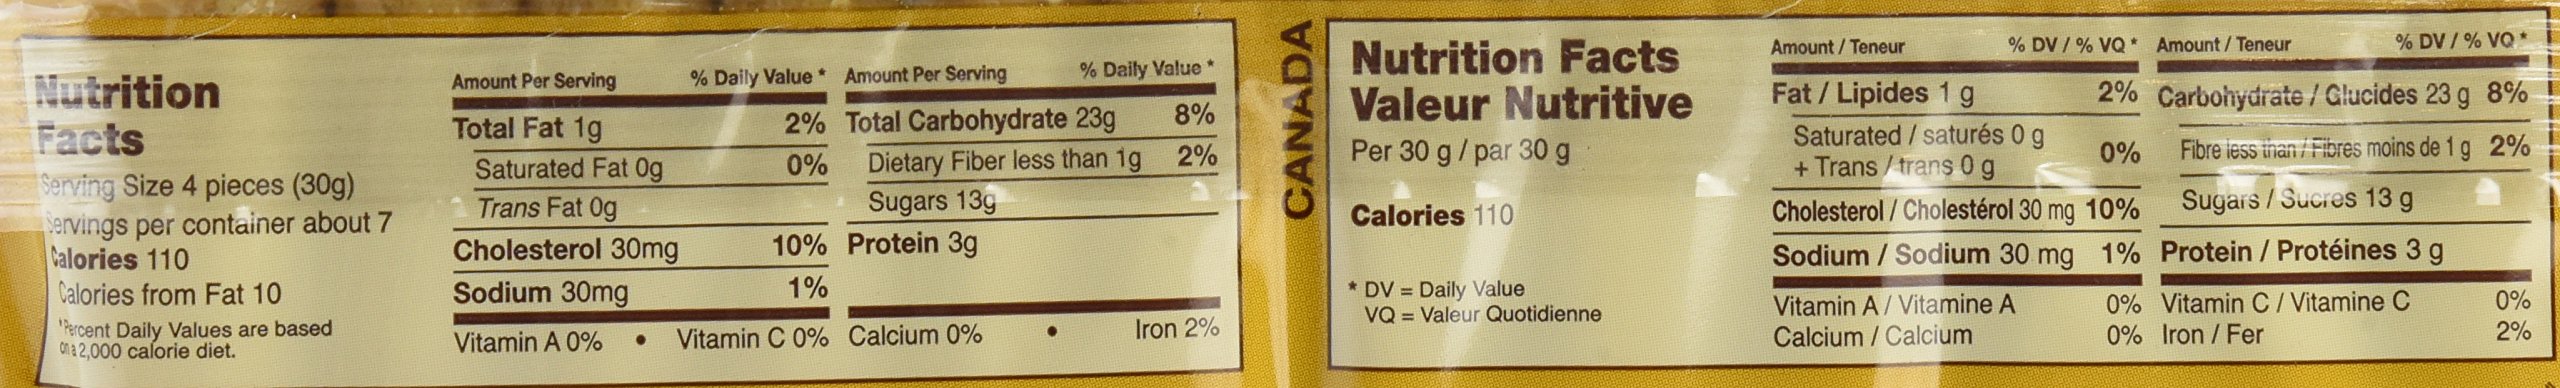 Nutrition
Facts
Serving Size 4 pieces (30g)
Servings per container about 7
Calories 110
Calories from Fat 10
*Percent Daily Values are based
on a 2,000 calorie diet.
Amount Per Serving % Daily Value *
Total Fat 1g 2%
Saturated Fat 0g 0%
Trans Fat 0g
Cholesterol 30mg 10%
Sodium 30mg 1%
Amount Per Serving % Daily Value *
Total Carbohydrate 23g 8%
Dietary Fiber less than 1g 2%
Sugars 13g
Protein 3g
Vitamin A 0% • Vitamin C 0% Calcium 0% • Iron 2%
CANADA
Nutrition Facts
Valeur Nutritive
Per 30 g / par 30 g
Calories 110
* DV = Daily Value
VQ = Valeur Quotidienne
Amount / Teneur % DV / % VQ *
Fat / Lipides 1 g 2%
Saturated / saturés 0 g
+ Trans / trans 0 g 0%
Cholesterol / Cholestérol 30 mg 10%
Sodium / Sodium 30 mg 1%
Vitamin A / Vitamine A 0%
Calcium / Calcium 0%
Amount / Teneur % DV / % VQ *
Carbohydrate / Glucides 23 g 8%
Fibre less than / Fibres moins de 1 g 2%
Sugars / Sucres 13 g
Protein / Protéines 3 g
Vitamin C / Vitamine C 0%
Iron / Fer 2%